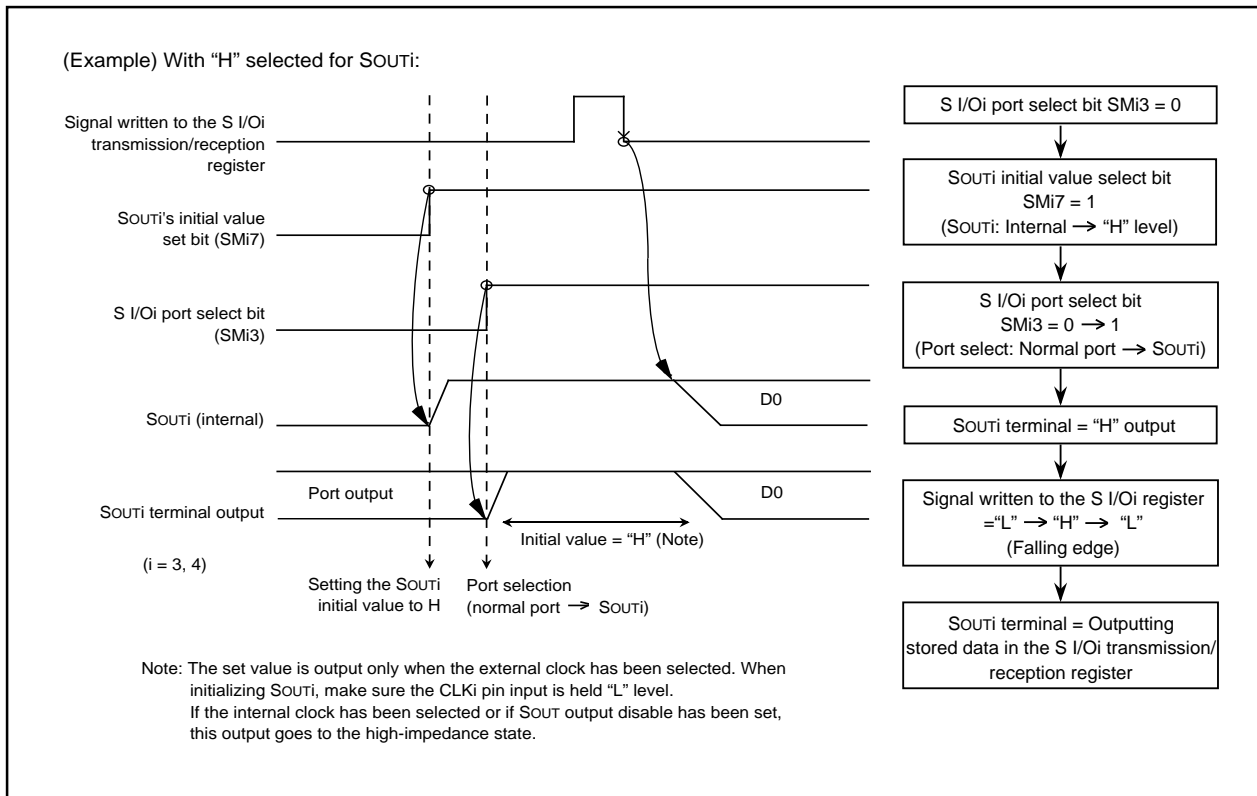 (Example) With “H” selected for SOUTi:
Signal written to the S I/Oi
transmission/reception
register
SOUTi's initial value
set bit (SMi7)
S I/Oi port select bit
(SMi3)
SOUTi (internal)
D0
SOUTi terminal output
Port output
D0
Initial value = “H” (Note)
(i = 3, 4)
Setting the SOUTi
initial value to H
Port selection
(normal port → SOUTi)
Note: The set value is output only when the external clock has been selected. When
initializing SOUTi, make sure the CLKi pin input is held “L” level.
If the internal clock has been selected or if SOUT output disable has been set,
this output goes to the high-impedance state.
S I/Oi port select bit SMi3 = 0
SOUTi initial value select bit
SMi7 = 1
(SOUTi: Internal → “H” level)
S I/Oi port select bit
SMi3 = 0 → 1
(Port select: Normal port → SOUTi)
SOUTi terminal = “H” output
Signal written to the S I/Oi register
=“L” → “H” → “L”
(Falling edge)
SOUTi terminal = Outputting
stored data in the S I/Oi transmission/
reception register